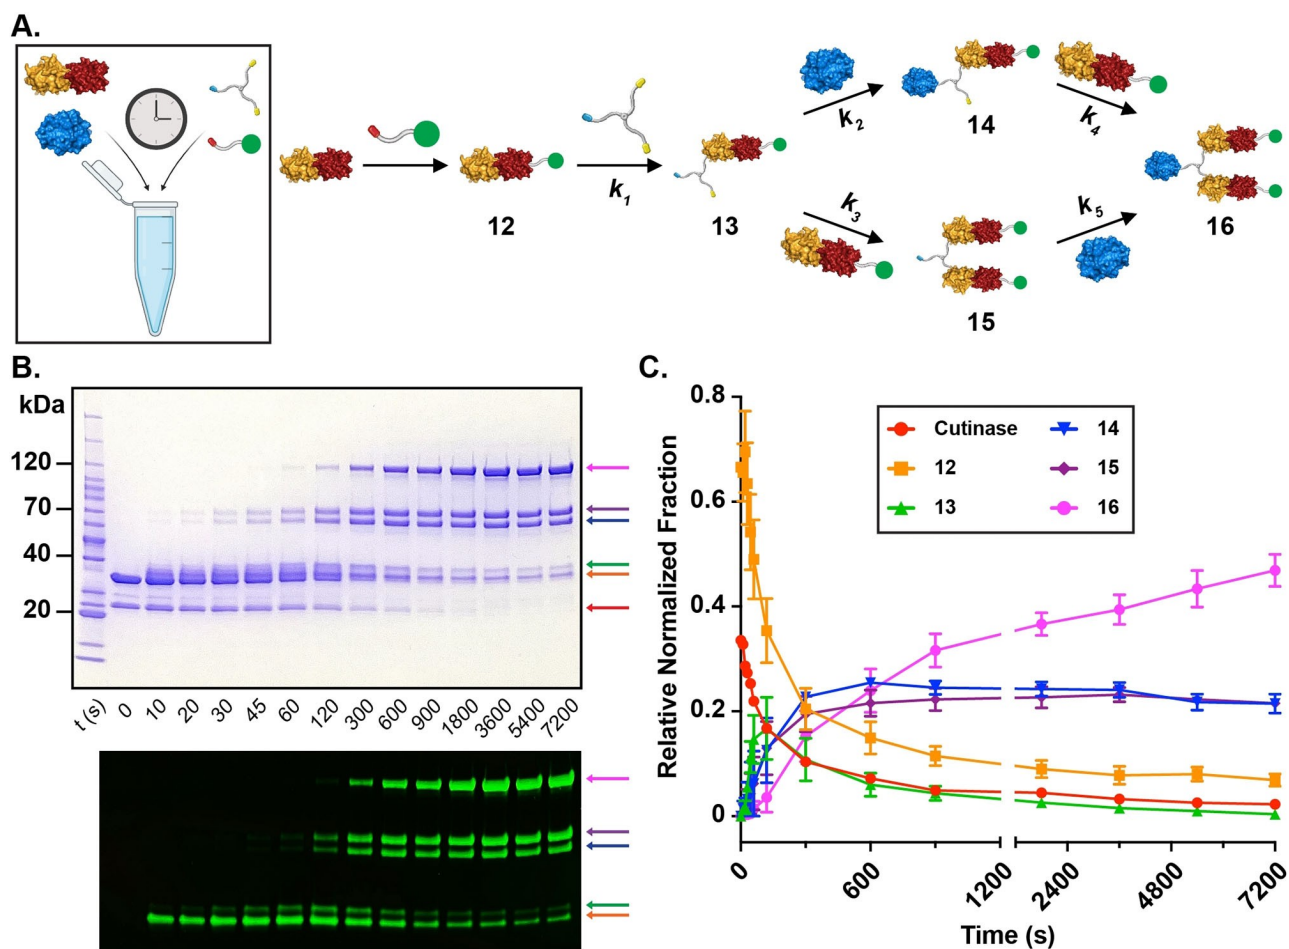 A.
12
k1
13
k2
14
k4
k3
15
k5
16
B.
kDa
120
70
40
20
t (s) 0 10 20 30 45 60 120 300 600 900 1800 3600 5400 7200
C.
Relative Normalized Fraction
0.8
0.6
0.4
0.2
0
Cutinase
12
13
14
15
16
0 600 1200 2400 4800 7200
Time (s)